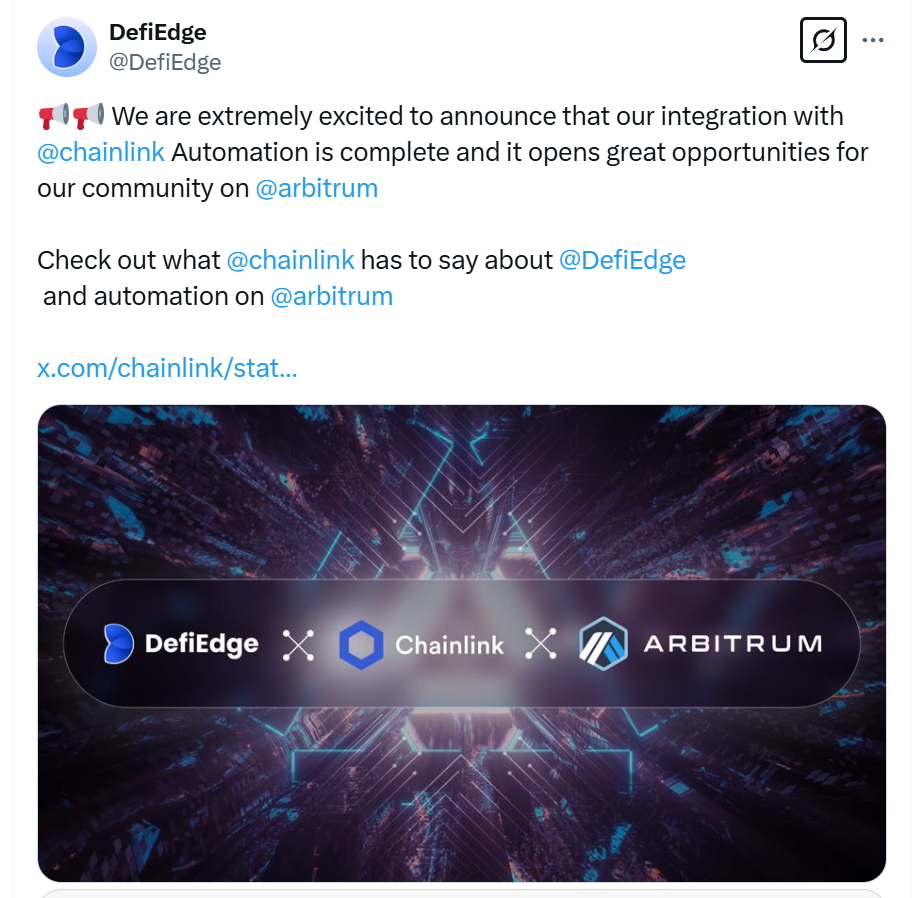 DefiEdge
@DefiEdge
📢📢 We are extremely excited to announce that our integration with
@chainlink Automation is complete and it opens great opportunities for
our community on @arbitrum
Check out what @chainlink has to say about @DefiEdge
and automation on @arbitrum
x.com/chainlink/stat...
DefiEdge Chainlink ARBITRUM